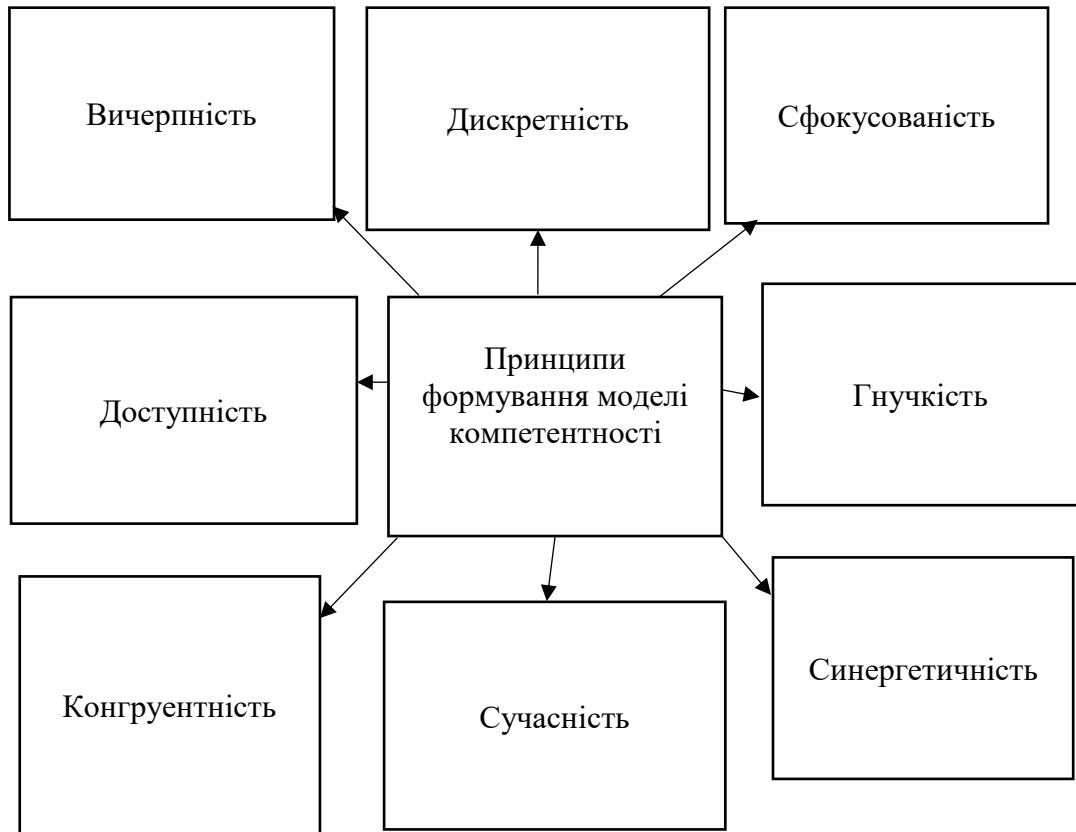 Вичерпність
Дискретність
Сфокусованість
Доступність
Принципи
формування моделі
компетентності
Гнучкість
Конгруентність
Сучасність
Синергетичність